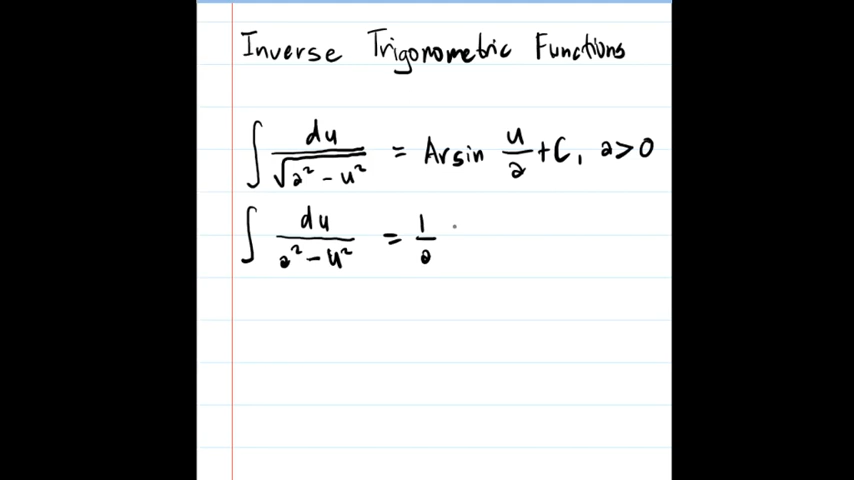 Inverse Trigonometric Functions
∫ du/√(a² - u²) = Arsin u/a + C, a > 0
∫ du/(a² - u²) = 1/a